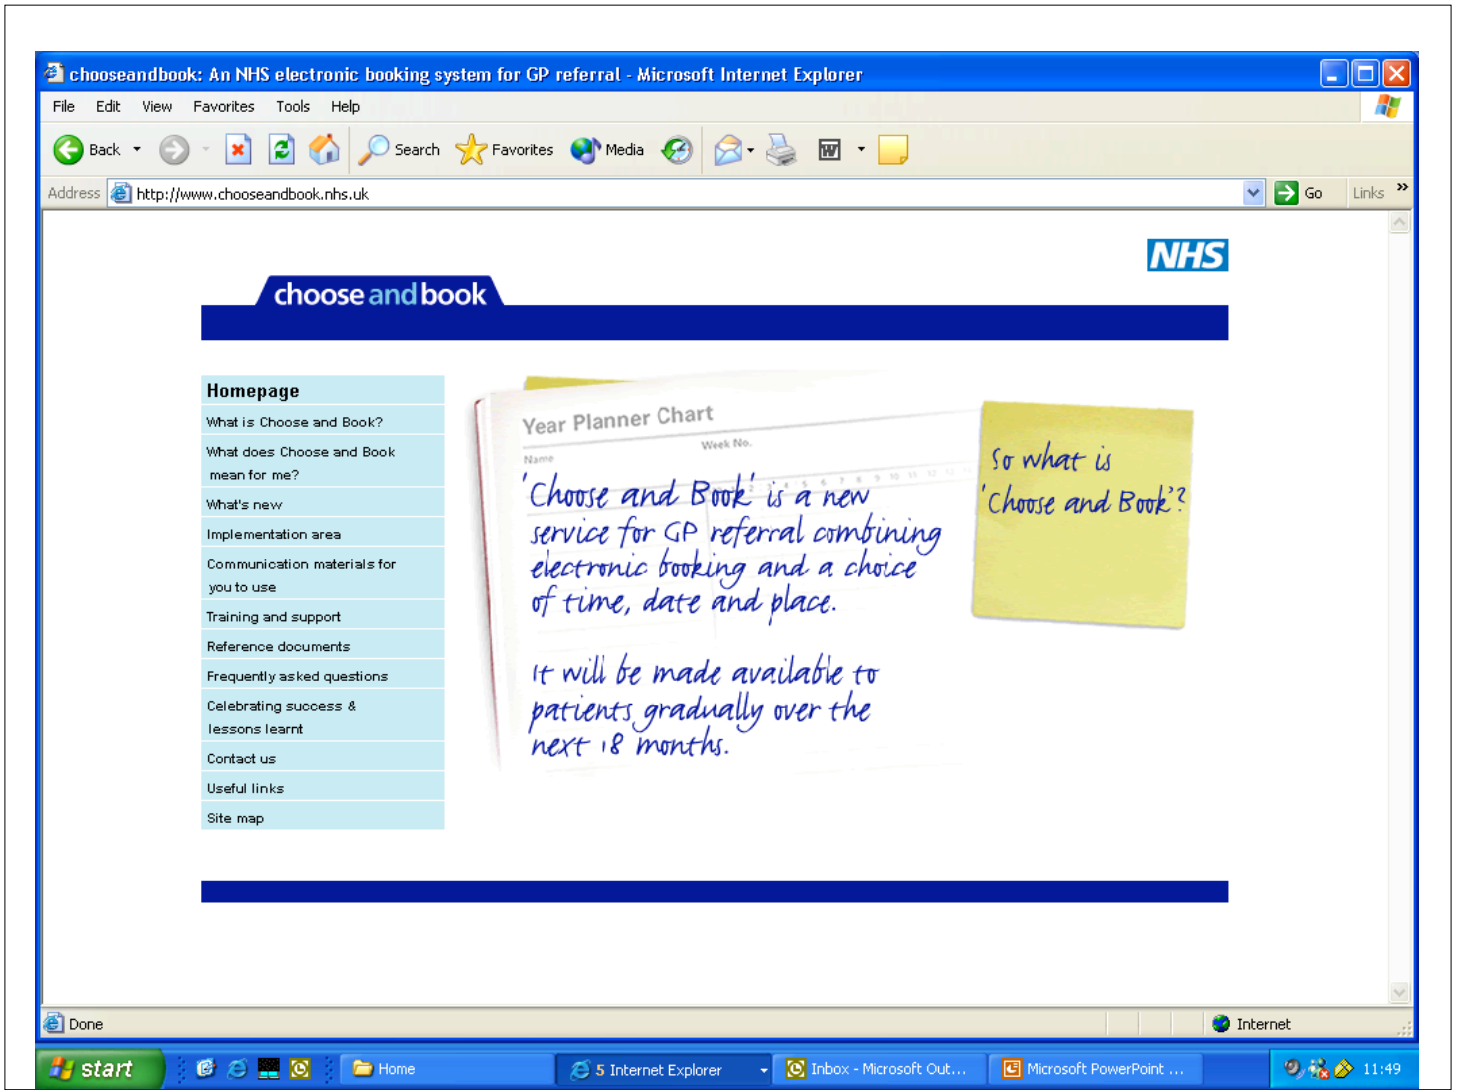 chooseandbook: An NHS electronic booking system for GP referral - Microsoft Internet Explorer
File Edit View Favorites Tools Help
Back Search Favorites Media
Address http://www.chooseandbook.nhs.uk Go Links »
NHS
choose and book
Homepage
What is Choose and Book?
What does Choose and Book
mean for me?
What's new
Implementation area
Communication materials for
you to use
Training and support
Reference documents
Frequently asked questions
Celebrating success &
lessons learnt
Contact us
Useful links
Site map
Year Planner Chart
Week No.
Name
'Choose and Book' is a new
service for GP referral combining
electronic booking and a choice
of time, date and place.
It will be made available to
patients gradually over the
next 18 months.
So what is
'Choose and Book'?
Done Internet
start Home 5 Internet Explorer Inbox - Microsoft Out... Microsoft PowerPoint ... 11:49